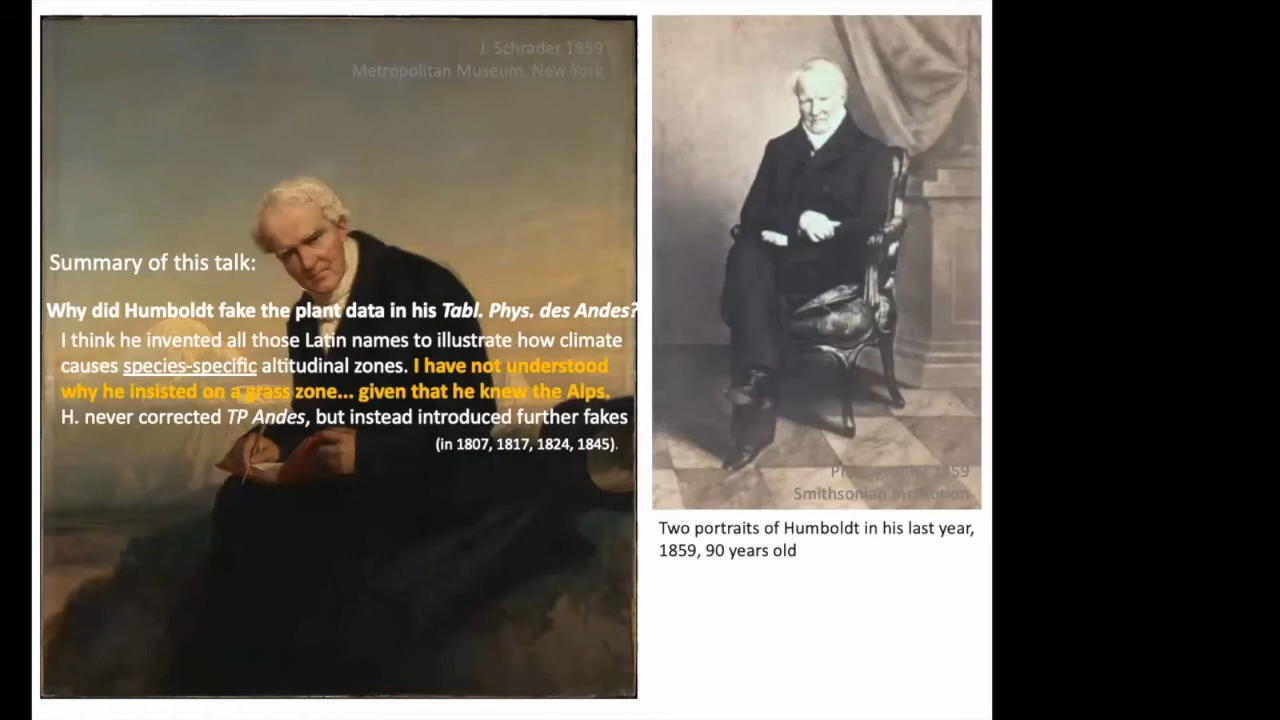 J. Schrader 1859
Metropolitan Museum, New York
Summary of this talk:
Why did Humboldt fake the plant data in his Tabl. Phys. des Andes?
I think he invented all those Latin names to illustrate how climate
causes species-specific altitudinal zones. I have not understood
why he insisted on a grass zone... given that he knew the Alps.
H. never corrected TP Andes, but instead introduced further fakes
(in 1807, 1817, 1824, 1845).
1859
Smithsonian Institution
Two portraits of Humboldt in his last year,
1859, 90 years old